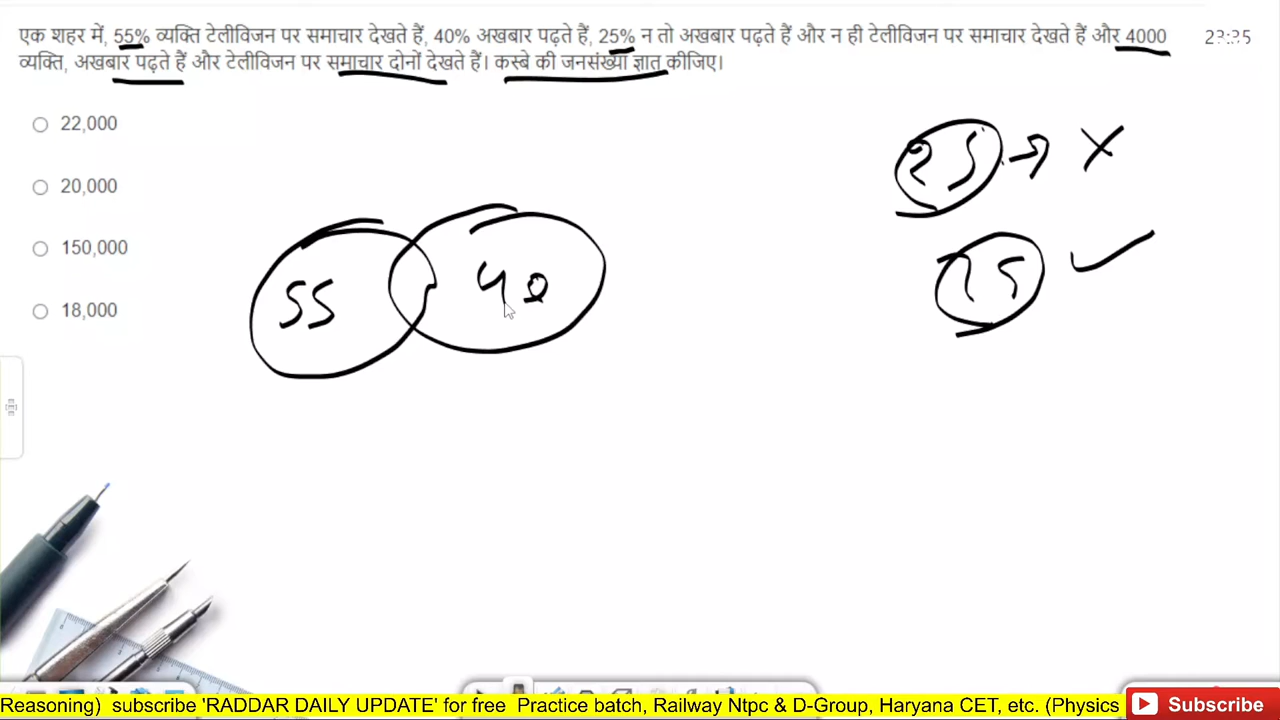 एक शहर में, 55% व्यक्ति टेलीविजन पर समाचार देखते हैं, 40% अखबार पढ़ते हैं, 25% न तो अखबार पढ़ते हैं और न ही टेलीविजन पर समाचार देखते हैं और 4000
व्यक्ति, अखबार पढ़ते हैं और टेलीविजन पर समाचार दोनों देखते हैं। कस्बे की जनसंख्या ज्ञात कीजिए।
22,000
20,000
150,000
18,000
25 → X
75 ✓
55 40
Reasoning) subscribe 'RADDAR DAILY UPDATE' for free Practice batch, Railway Ntpc & D-Group, Haryana CET, etc. (Physics
Subscribe